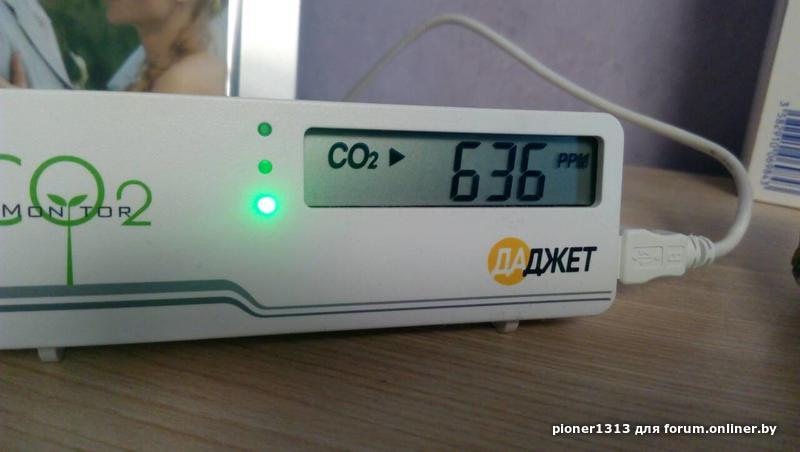 CO2
MONITOR
CO2 ▶ 636 PPM
ДАДЖЕТ
pioner1313 для forum.onliner.by